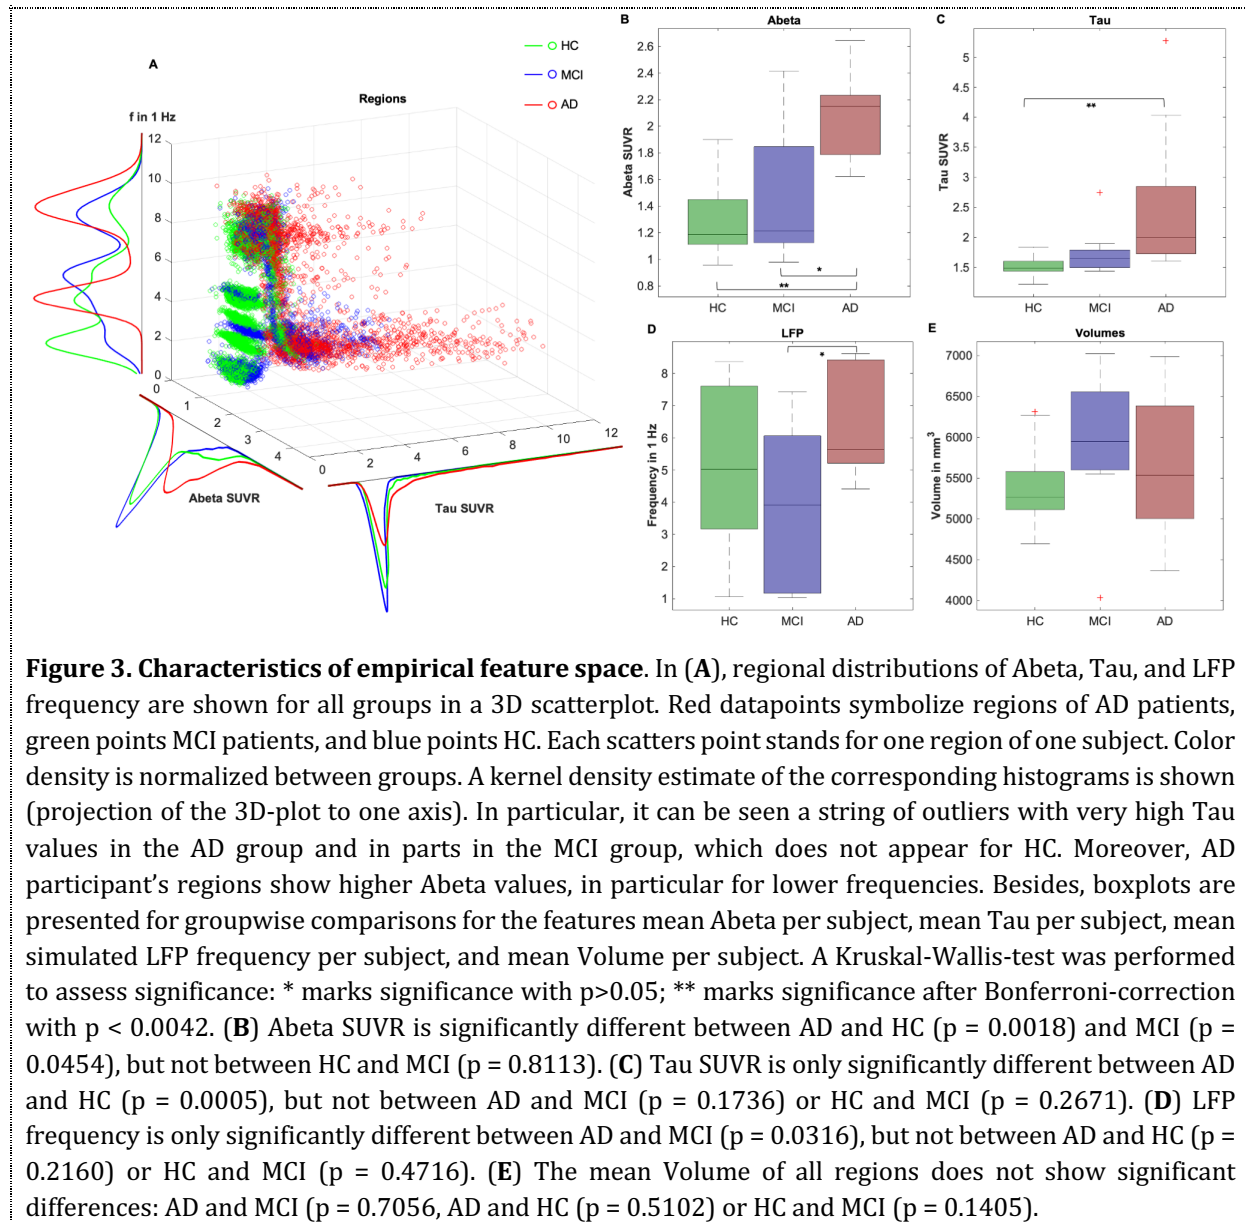 A
Regions
HC
MCI
AD
f in 1 Hz
12
10
8
6
4
2
0
0
1
2
3
4
Abeta SUVR
0
2
4
6
8
10
12
Tau SUVR
B
Abeta
Abeta SUVR
2.6
2.4
2.2
2
1.8
1.6
1.4
1.2
1
0.8
*
**
HC MCI AD
C
Tau
Tau SUVR
5
4.5
4
3.5
3
2.5
2
1.5
**
HC MCI AD
D
LFP
Frequency in 1 Hz
8
7
6
5
4
3
2
1
*
HC MCI AD
E
Volumes
Volume in mm³
7000
6500
6000
5500
5000
4500
4000
HC MCI AD
Figure 3. Characteristics of empirical feature space. In (A), regional distributions of Abeta, Tau, and LFP
frequency are shown for all groups in a 3D scatterplot. Red datapoints symbolize regions of AD patients,
green points MCI patients, and blue points HC. Each scatters point stands for one region of one subject. Color
density is normalized between groups. A kernel density estimate of the corresponding histograms is shown
(projection of the 3D-plot to one axis). In particular, it can be seen a string of outliers with very high Tau
values in the AD group and in parts in the MCI group, which does not appear for HC. Moreover, AD
participant's regions show higher Abeta values, in particular for lower frequencies. Besides, boxplots are
presented for groupwise comparisons for the features mean Abeta per subject, mean Tau per subject, mean
simulated LFP frequency per subject, and mean Volume per subject. A Kruskal-Wallis-test was performed
to assess significance: * marks significance with p>0.05; ** marks significance after Bonferroni-correction
with p < 0.0042. (B) Abeta SUVR is significantly different between AD and HC (p = 0.0018) and MCI (p =
0.0454), but not between HC and MCI (p = 0.8113). (C) Tau SUVR is only significantly different between AD
and HC (p = 0.0005), but not between AD and MCI (p = 0.1736) or HC and MCI (p = 0.2671). (D) LFP
frequency is only significantly different between AD and MCI (p = 0.0316), but not between AD and HC (p =
0.2160) or HC and MCI (p = 0.4716). (E) The mean Volume of all regions does not show significant
differences: AD and MCI (p = 0.7056, AD and HC (p = 0.5102) or HC and MCI (p = 0.1405).